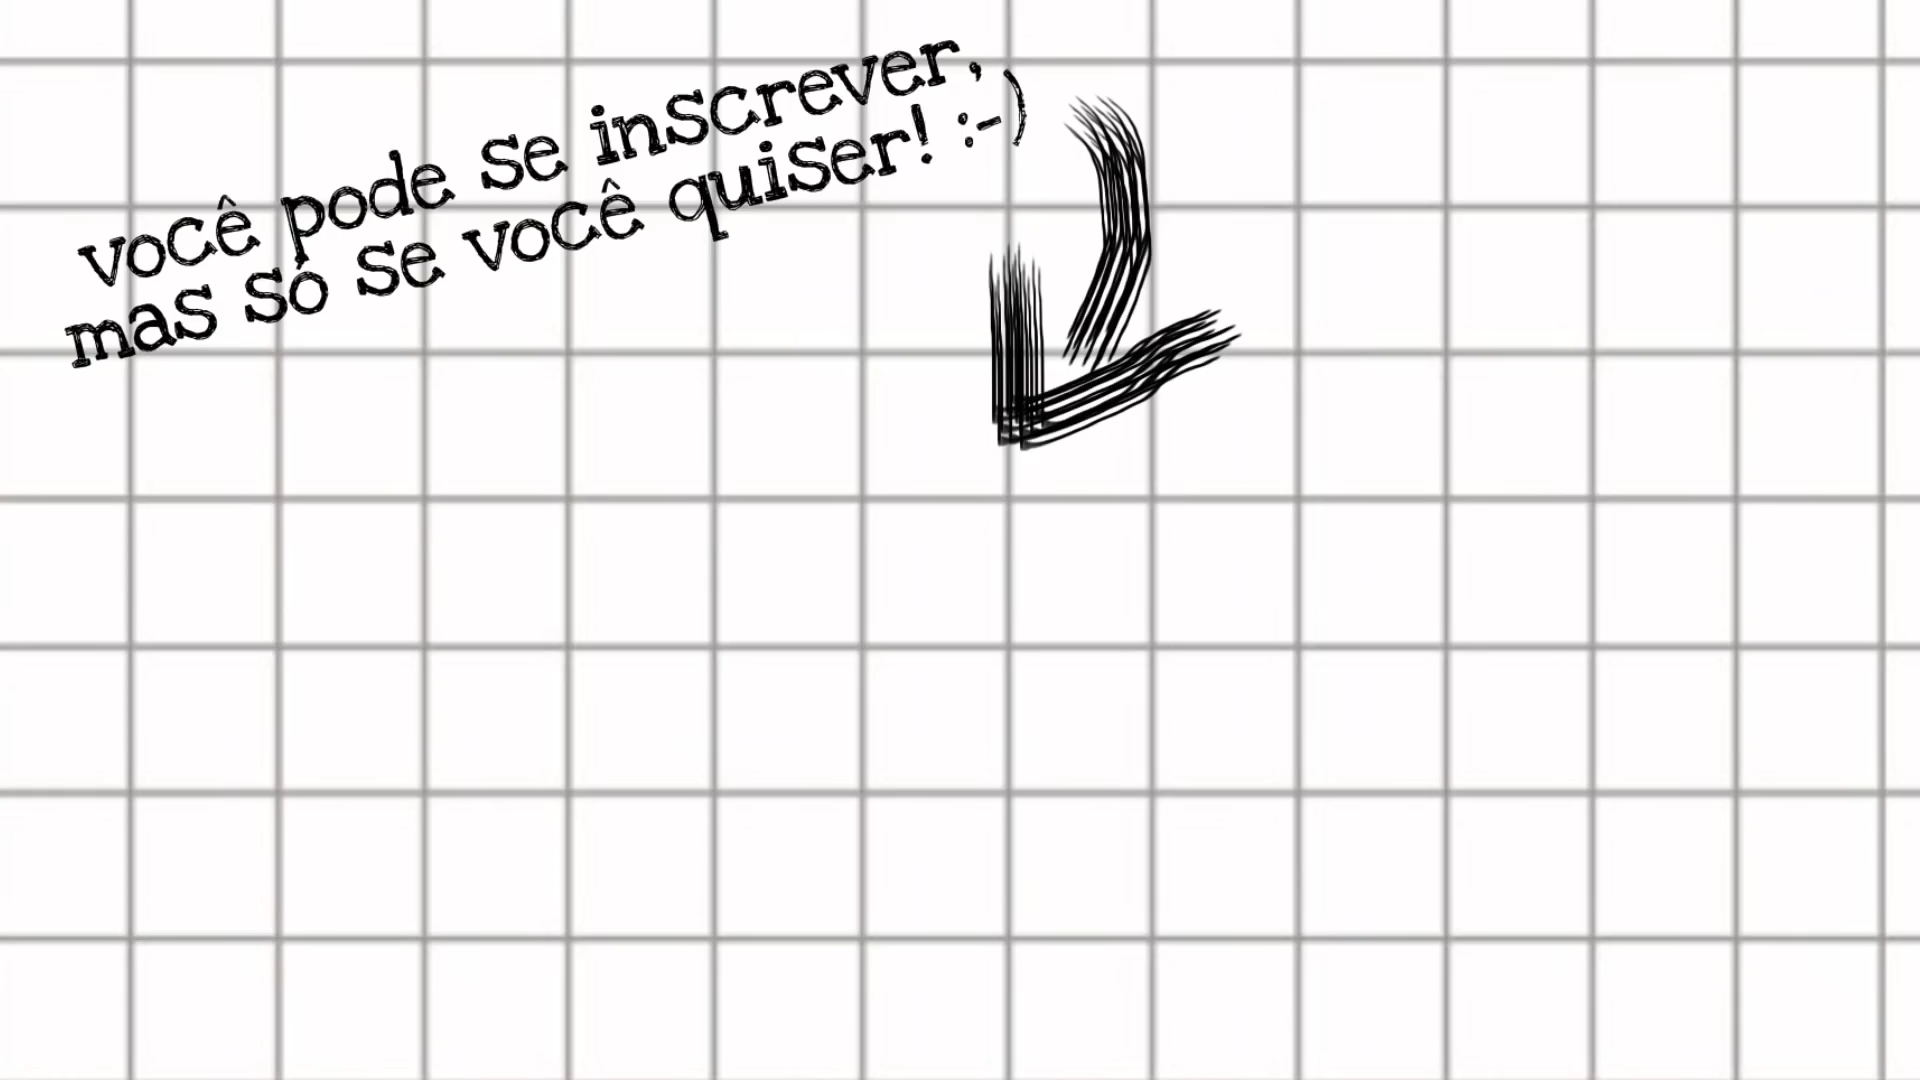 você pode se inscrever,
mas só se você quiser! :-)